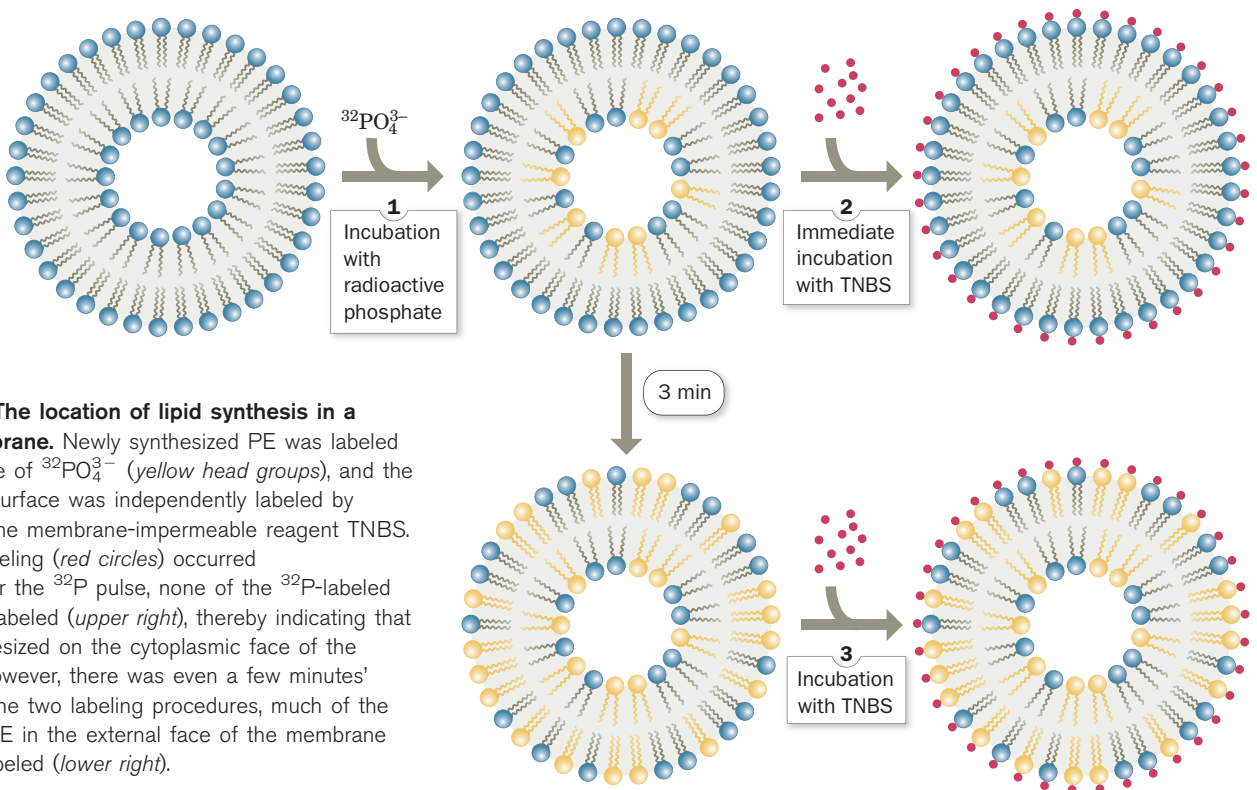 ³²PO₄³⁻
1
Incubation
with
radioactive
phosphate
2
Immediate
incubation
with TNBS
3 min
The location of lipid synthesis in a
brane. Newly synthesized PE was labeled
e of ³²PO₄³⁻ (yellow head groups), and the
surface was independently labeled by
ne membrane-impermeable reagent TNBS.
eling (red circles) occurred
r the ³²P pulse, none of the ³²P-labeled
abeled (upper right), thereby indicating that
esized on the cytoplasmic face of the
owever, there was even a few minutes’
ne two labeling procedures, much of the
E in the external face of the membrane
beled (lower right).
3
Incubation
with TNBS